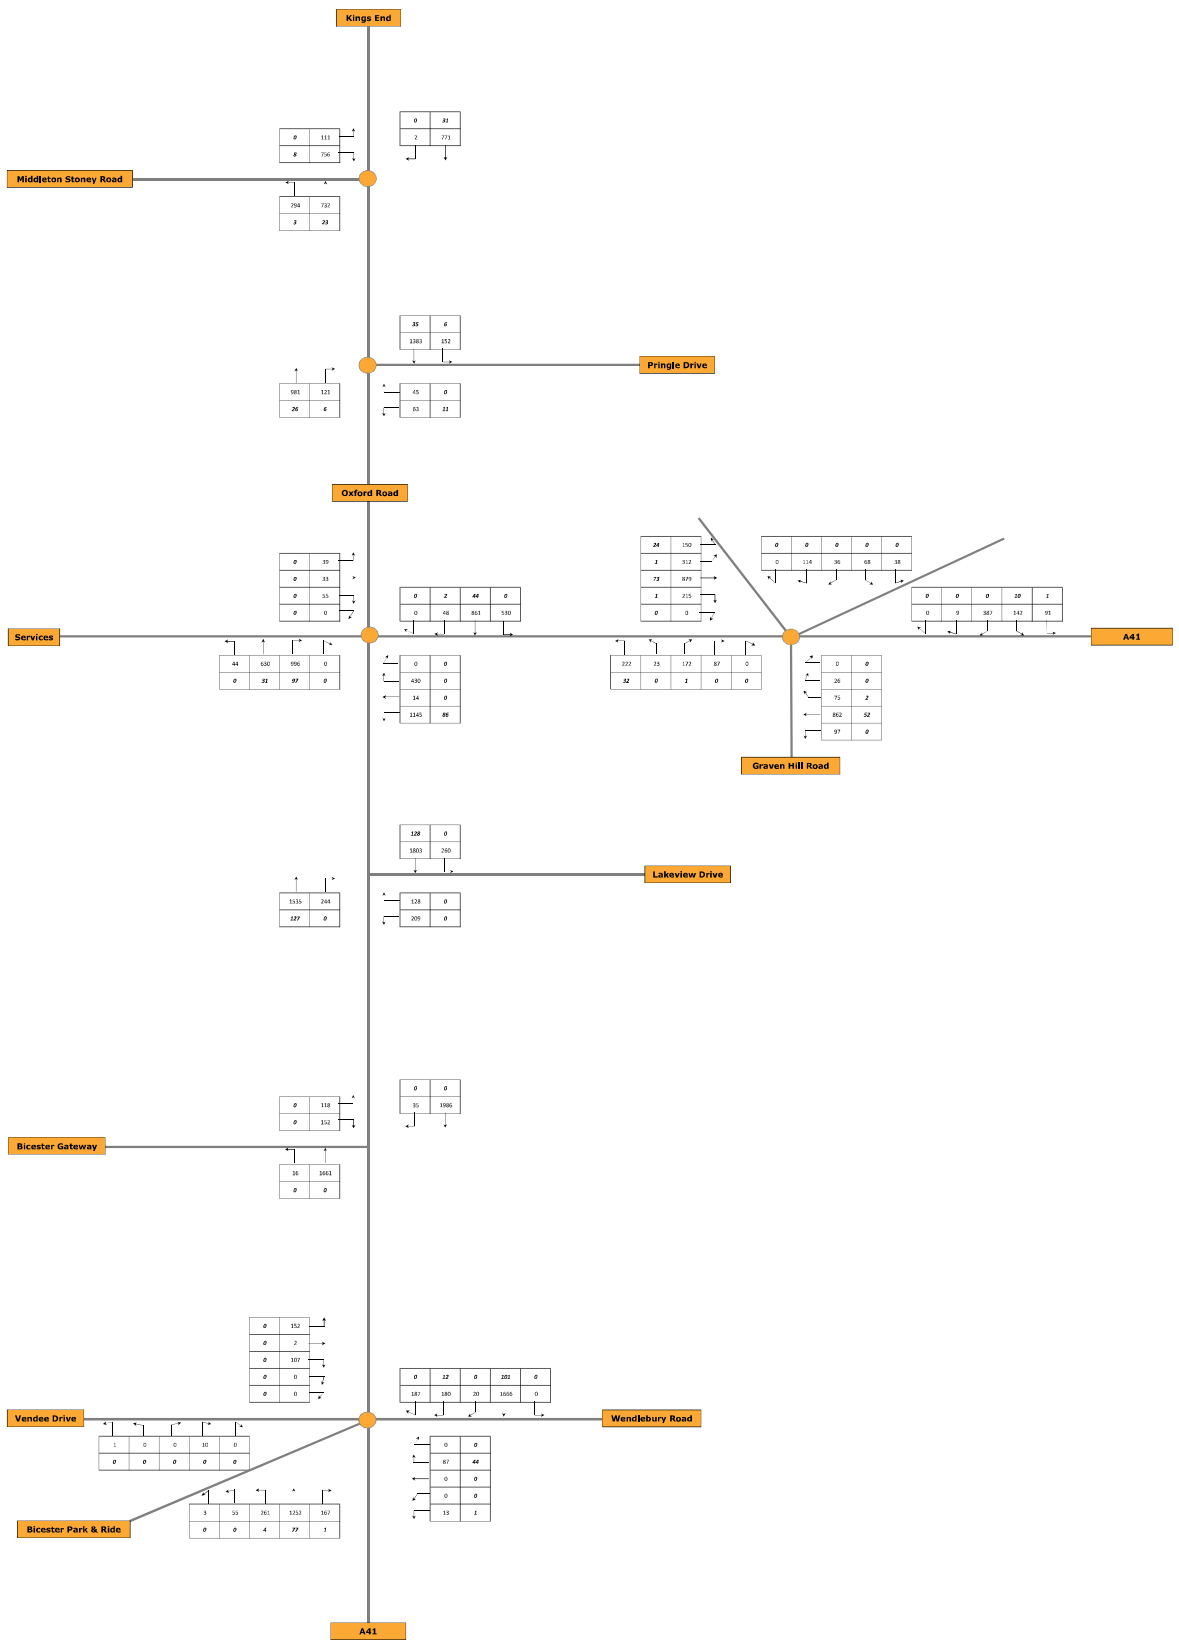 Kings End
0 31
2 771
0 111
8 756
Middleton Stoney Road
294 732
3 23
35 6
1383 152
Pringle Drive
981 121
26 6
45 0
63 11
Oxford Road
0 39
0 33
0 55
0 0
0 2 44 0
0 48 861 530
24 150
1 312
73 879
1 215
0 0
0 0 0 0 0
0 114 36 68 38
0 0 0 10 1
0 9 387 142 91
Services
A41
44 630 996 0
0 31 97 0
0 0
430 0
14 0
1145 86
222 23 172 87 0
32 0 1 0 0
0 0
26 0
75 2
862 52
97 0
Graven Hill Road
128 0
1803 260
Lakeview Drive
1535 244
127 0
128 0
209 0
0 0
35 1986
0 118
0 152
Bicester Gateway
16 1661
0 0
0 152
0 2
0 107
0 0
0 0
0 12 0 101 0
187 180 20 1666 0
Vendee Drive
Wendlebury Road
1 0 0 10 0
0 0 0 0 0
0 0
67 44
0 0
0 0
13 1
3 55 261 1252 167
0 0 4 77 1
Bicester Park & Ride
A41